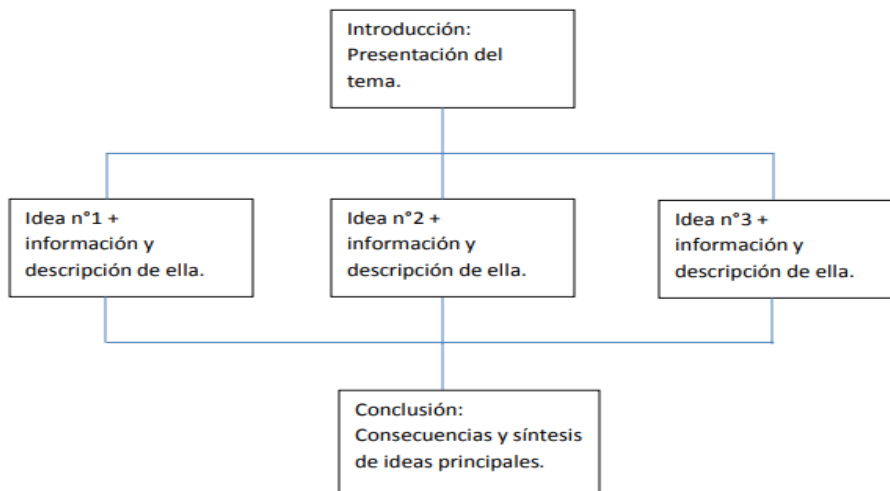 Introducción:
Presentación del
tema.
Idea n°1 +
información y
descripción de ella.
Idea n°2 +
información y
descripción de ella.
Idea n°3 +
información y
descripción de ella.
Conclusión:
Consecuencias y síntesis
de ideas principales.